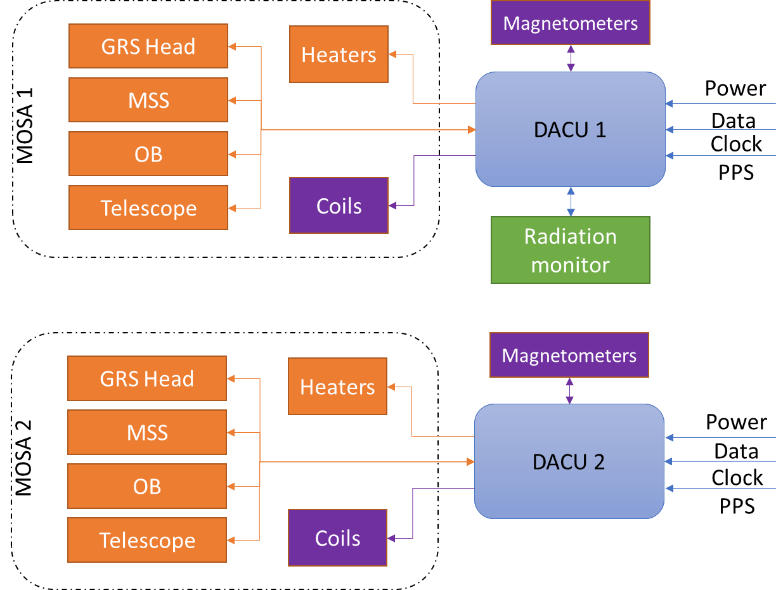 MOSA 1
GRS Head
MSS
OB
Telescope
Heaters
Coils
Magnetometers
DACU 1
Radiation
monitor
Power
Data
Clock
PPS
MOSA 2
GRS Head
MSS
OB
Telescope
Heaters
Coils
Magnetometers
DACU 2
Power
Data
Clock
PPS